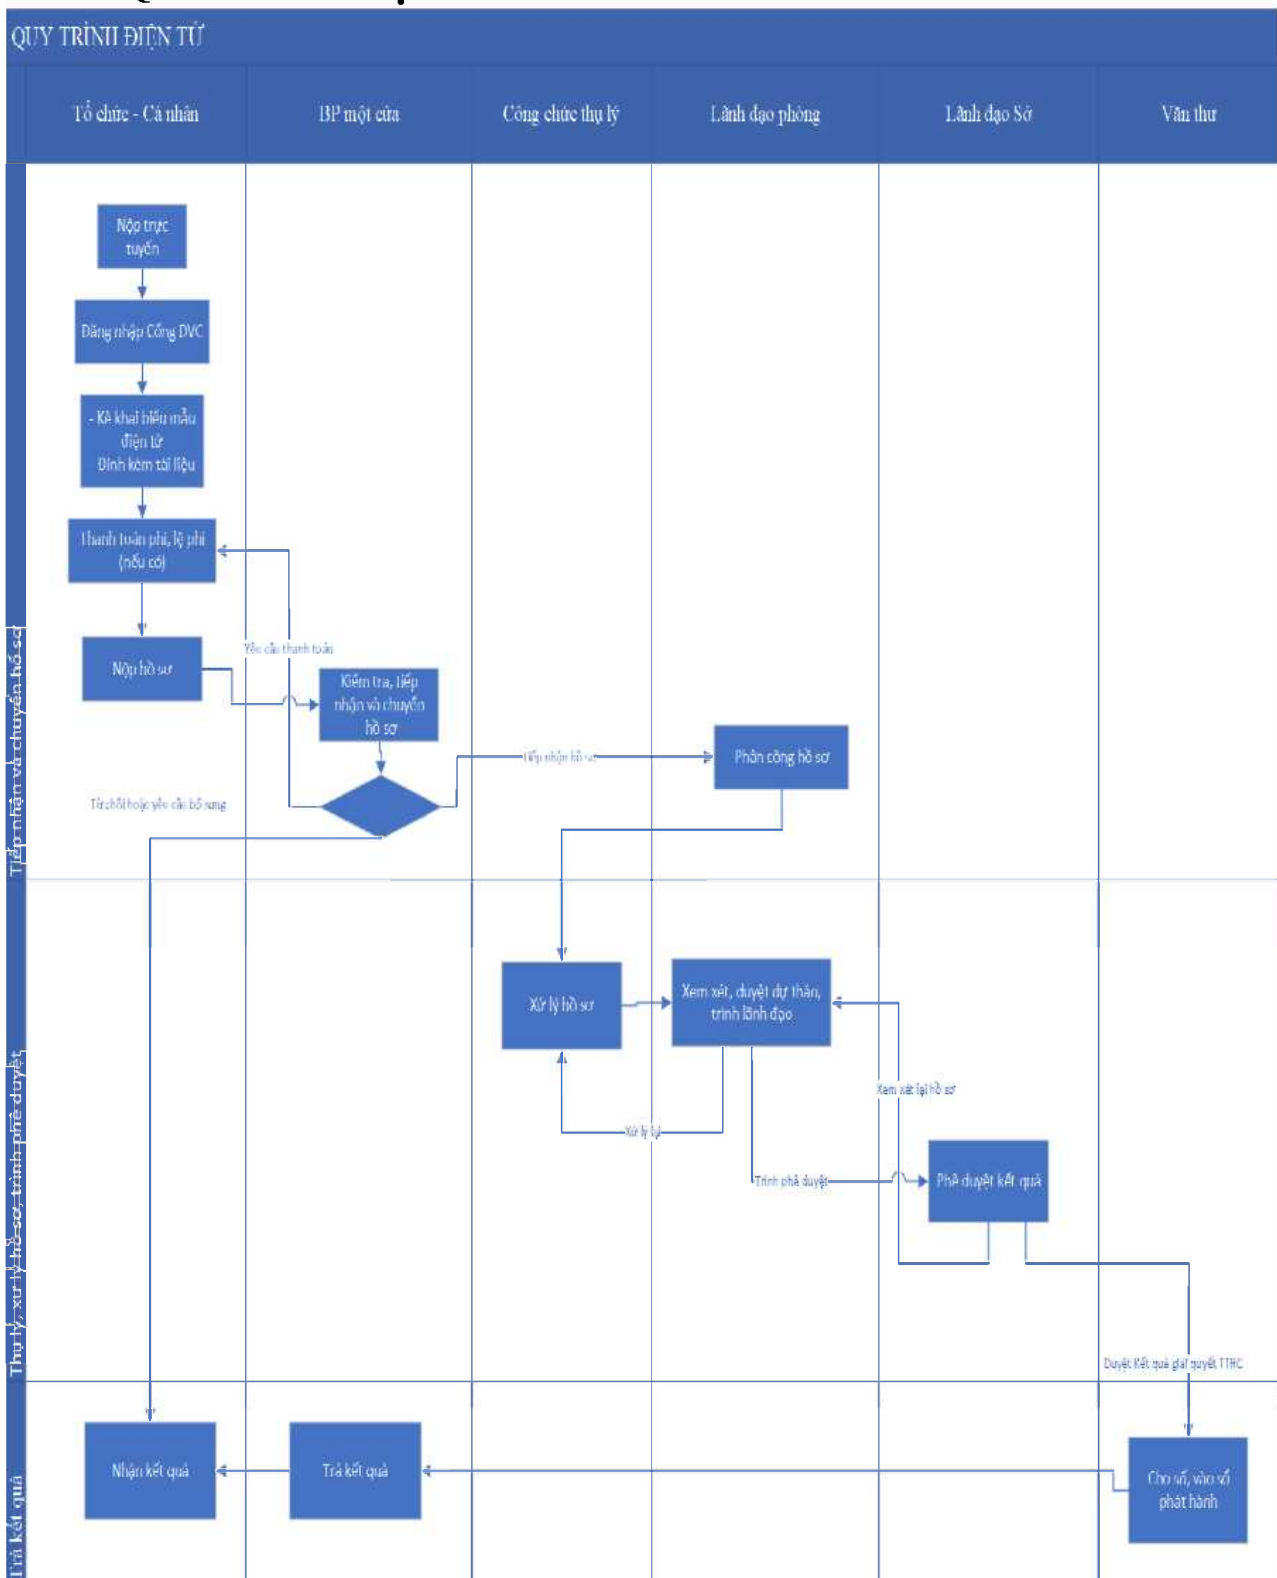 QUY TRÌNH ĐIỆN TỬ
Tổ chức - Cá nhân
BP một cửa
Công chức thụ lý
Lãnh đạo phòng
Lãnh đạo Sở
Văn thư
Tiếp nhận và chuyển hồ sơ
Nộp trực
tuyến
Đăng nhập Cổng DVC
- Kê khai biểu mẫu
điện tử
Đính kèm tài liệu
Thanh toán phí, lệ phí
(nếu có)
Yêu cầu thanh toán
Nộp hồ sơ
Kiểm tra, tiếp
nhận và chuyển
hồ sơ
Tiếp nhận hồ sơ
Phân công hồ sơ
Từ chối hoặc yêu cầu bổ sung
Thụ lý, xử lý hồ sơ, trình phê duyệt
Xử lý hồ sơ
Xem xét, duyệt dự thảo,
trình lãnh đạo
Xem xét lại hồ sơ
Xử lý lại
Trình phê duyệt
Phê duyệt kết quả
Duyệt Kết quả giải quyết TTHC
Trả kết quả
Nhận kết quả
Trả kết quả
Cho số, vào sổ
phát hành